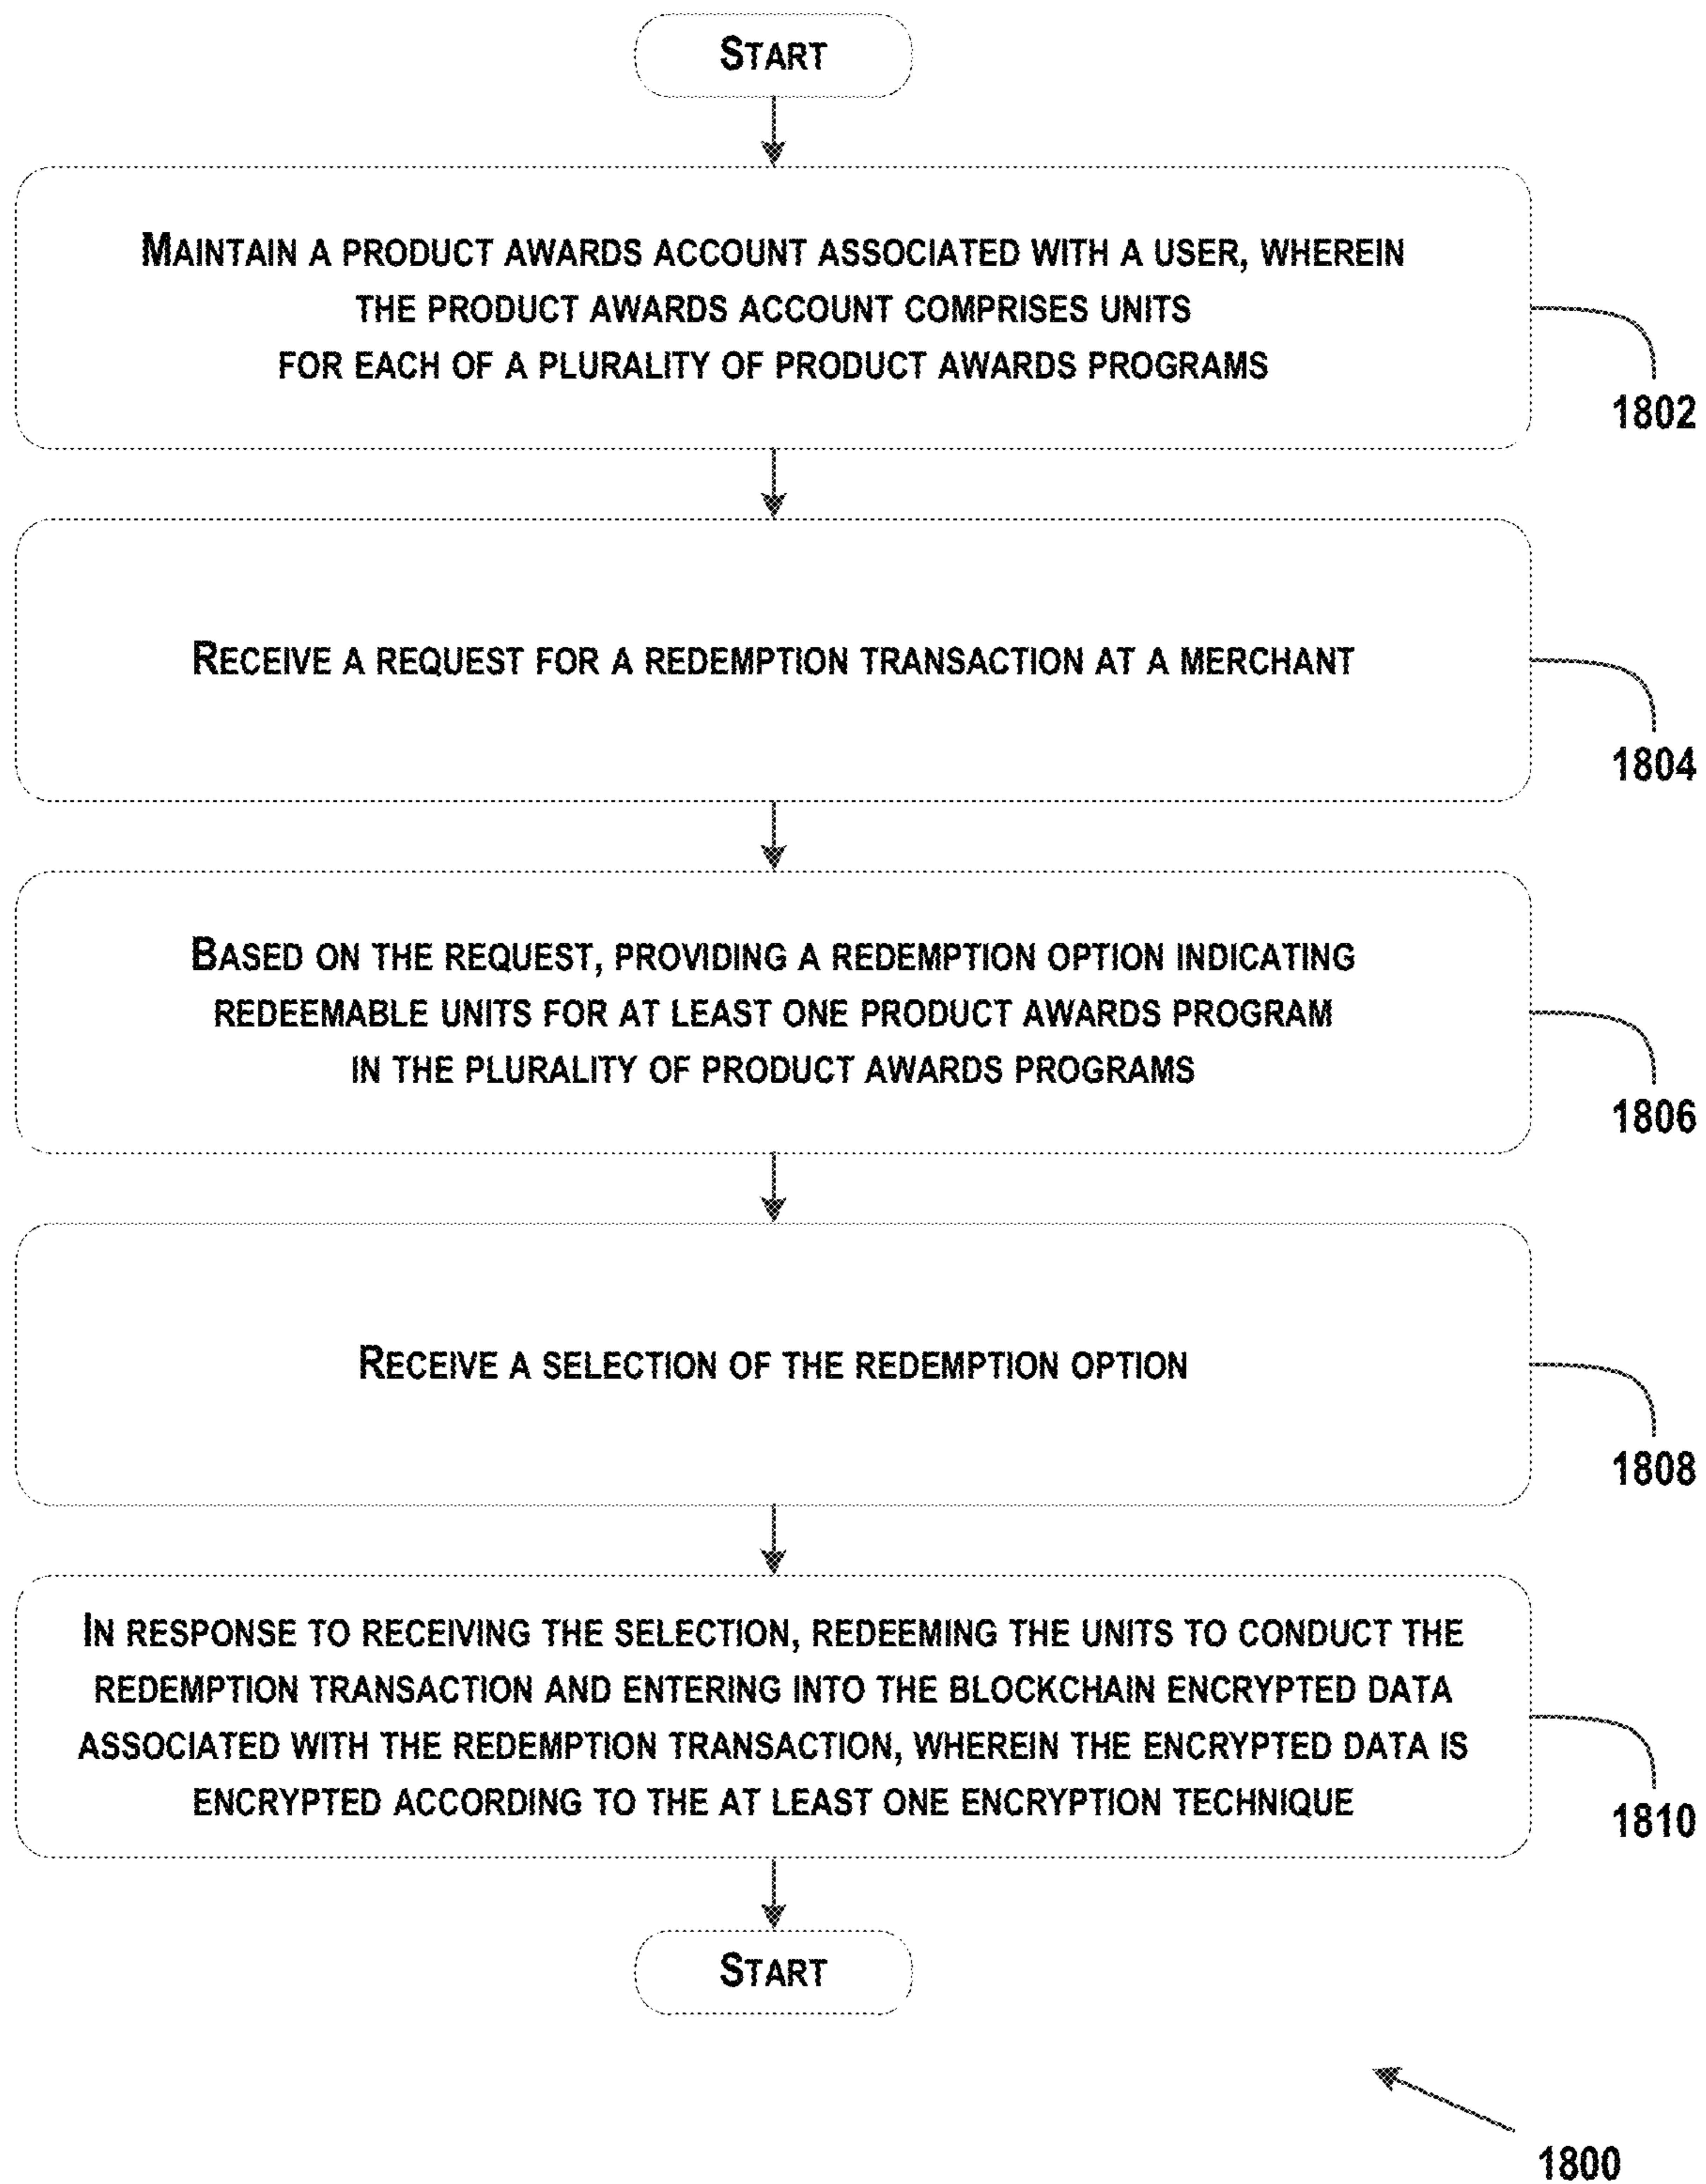 START
MAINTAIN A PRODUCT AWARDS ACCOUNT ASSOCIATED WITH A USER, WHEREIN
THE PRODUCT AWARDS ACCOUNT COMPRISES UNITS
FOR EACH OF A PLURALITY OF PRODUCT AWARDS PROGRAMS
1802
RECEIVE A REQUEST FOR A REDEMPTION TRANSACTION AT A MERCHANT
1804
BASED ON THE REQUEST, PROVIDING A REDEMPTION OPTION INDICATING
REDEEMABLE UNITS FOR AT LEAST ONE PRODUCT AWARDS PROGRAM
IN THE PLURALITY OF PRODUCT AWARDS PROGRAMS
1806
RECEIVE A SELECTION OF THE REDEMPTION OPTION
1808
IN RESPONSE TO RECEIVING THE SELECTION, REDEEMING THE UNITS TO CONDUCT THE
REDEMPTION TRANSACTION AND ENTERING INTO THE BLOCKCHAIN ENCRYPTED DATA
ASSOCIATED WITH THE REDEMPTION TRANSACTION, WHEREIN THE ENCRYPTED DATA IS
ENCRYPTED ACCORDING TO THE AT LEAST ONE ENCRYPTION TECHNIQUE
1810
START
1800